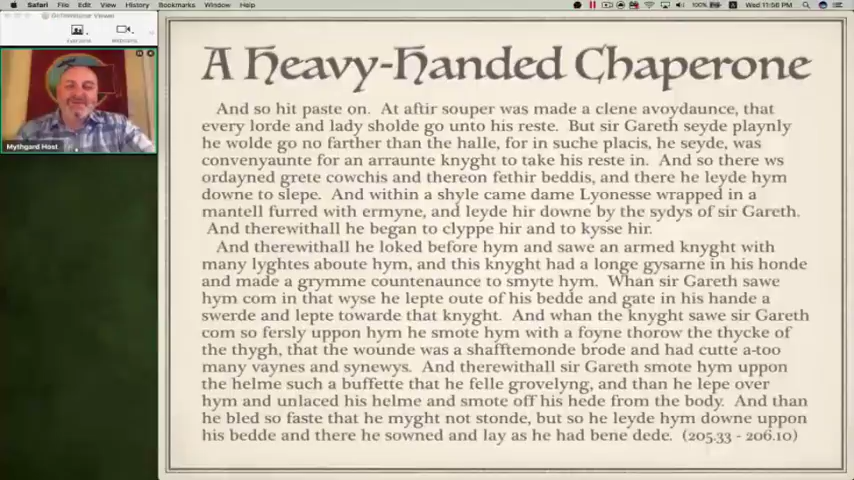 Safari File Edit View History Bookmarks Window Help 100% Wed 11:56 PM
GoToWebinar Viewer
Everyone Webcams
Mythgard Host
A Heavy-Handed Chaperone
And so hit paste on. At aftir souper was made a clene avoydaunce, that
every lorde and lady sholde go unto his reste. But sir Gareth seyde playnly
he wolde go no farther than the halle, for in suche placis, he seyde, was
convenyaunte for an arraunte knyght to take his reste in. And so there ws
ordayned grete cowchis and thereon fethir beddis, and there he leyde hym
downe to slepe. And within a shyle came dame Lyonesse wrapped in a
mantell furred with ermyne, and leyde hir downe by the sydys of sir Gareth.
And therewithall he began to clyppe hir and to kysse hir.
And therewithall he loked before hym and sawe an armed knyght with
many lyghtes aboute hym, and this knyght had a longe gysarne in his honde
and made a grymme countenaunce to smyte hym. Whan sir Gareth sawe
hym com in that wyse he lepte oute of his bedde and gate in his hande a
swerde and lepte towarde that knyght. And whan the knyght sawe sir Gareth
com so fersly uppon hym he smote hym with a foyne thorow the thycke of
the thygh, that the wounde was a shafftemonde brode and had cutte a-too
many vaynes and synewys. And therewithall sir Gareth smote hym uppon
the helme such a buffette that he felle grovelyng, and than he lepe over
hym and unlaced his helme and smote off his hede from the body. And than
he bled so faste that he myght not stonde, but so he leyde hym downe uppon
his bedde and there he sowned and lay as he had bene dede. (205.33 - 206.10)